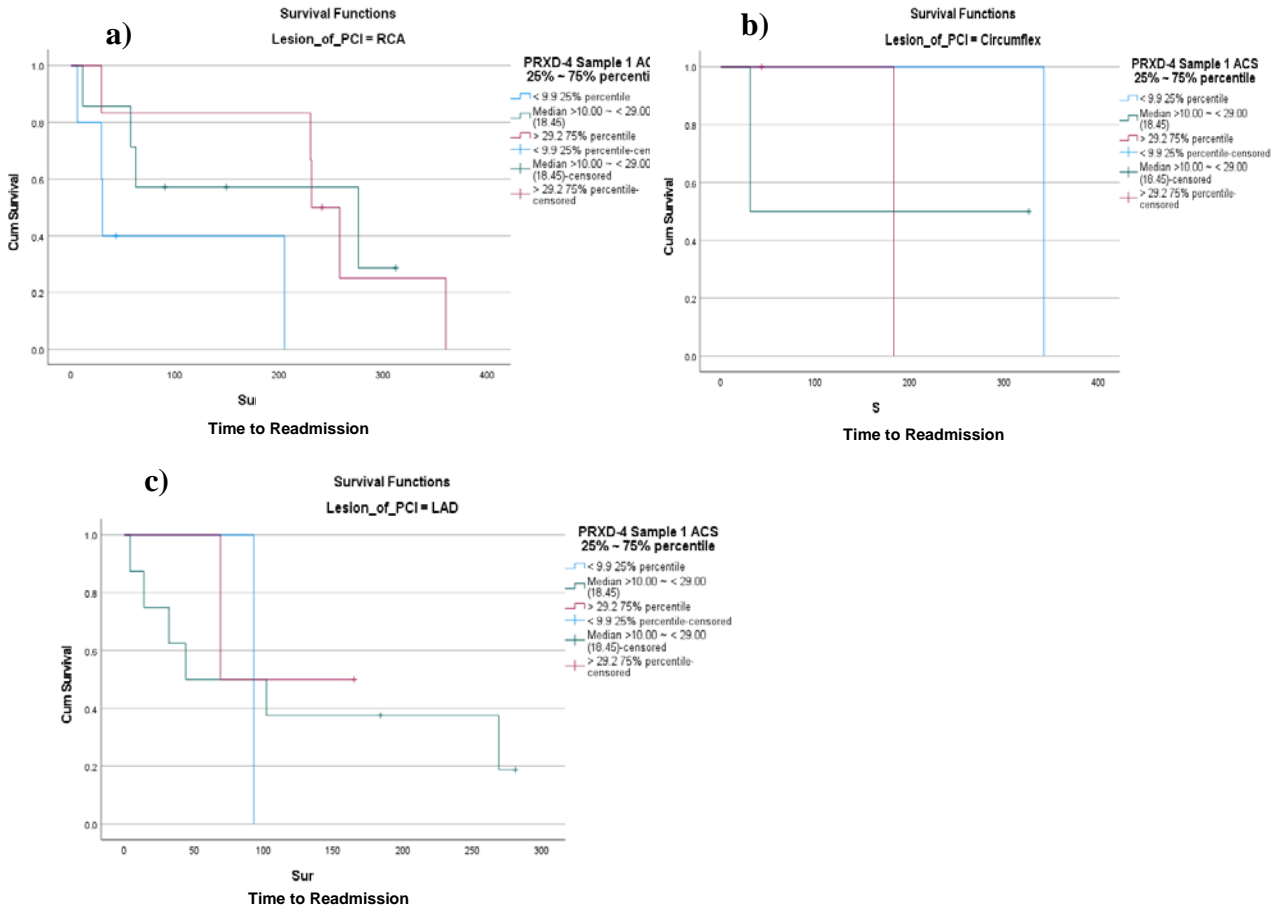 a)
Survival Functions
Lesion_of_PCI = RCA
PRXD-4 Sample 1 AC
25% ~ 75% percenti
< 9.9 25% percentile
Median >10.00 ~ < 29.00
(18.45)
> 29.2 75% percentile
< 9.9 25% percentile-cen
Median >10.00 ~ < 29.00
(18.45)-censored
> 29.2 75% percentile-
censored
Cum Survival
1.0
0.8
0.6
0.4
0.2
0.0
0 100 200 300 400
Su
Time to Readmission
b)
Survival Functions
Lesion_of_PCI = Circumflex
PRXD-4 Sample 1 ACS
25% ~ 75% percentile
< 9.9 25% percentile
Median >10.00 ~ < 29.00
(18.45)
> 29.2 75% percentile
< 9.9 25% percentile-censored
Median >10.00 ~ < 29.00
(18.45)-censored
> 29.2 75% percentile-
censored
Cum Survival
1.0
0.8
0.6
0.4
0.2
0.0
0 100 200 300 400
S
Time to Readmission
c)
Survival Functions
Lesion_of_PCI = LAD
PRXD-4 Sample 1 ACS
25% ~ 75% percentile
< 9.9 25% percentile
Median >10.00 ~ < 29.00
(18.45)
> 29.2 75% percentile
< 9.9 25% percentile-censored
Median >10.00 ~ < 29.00
(18.45)-censored
> 29.2 75% percentile-
censored
Cum Survival
1.0
0.8
0.6
0.4
0.2
0.0
0 50 100 150 200 250 300
Sur
Time to Readmission